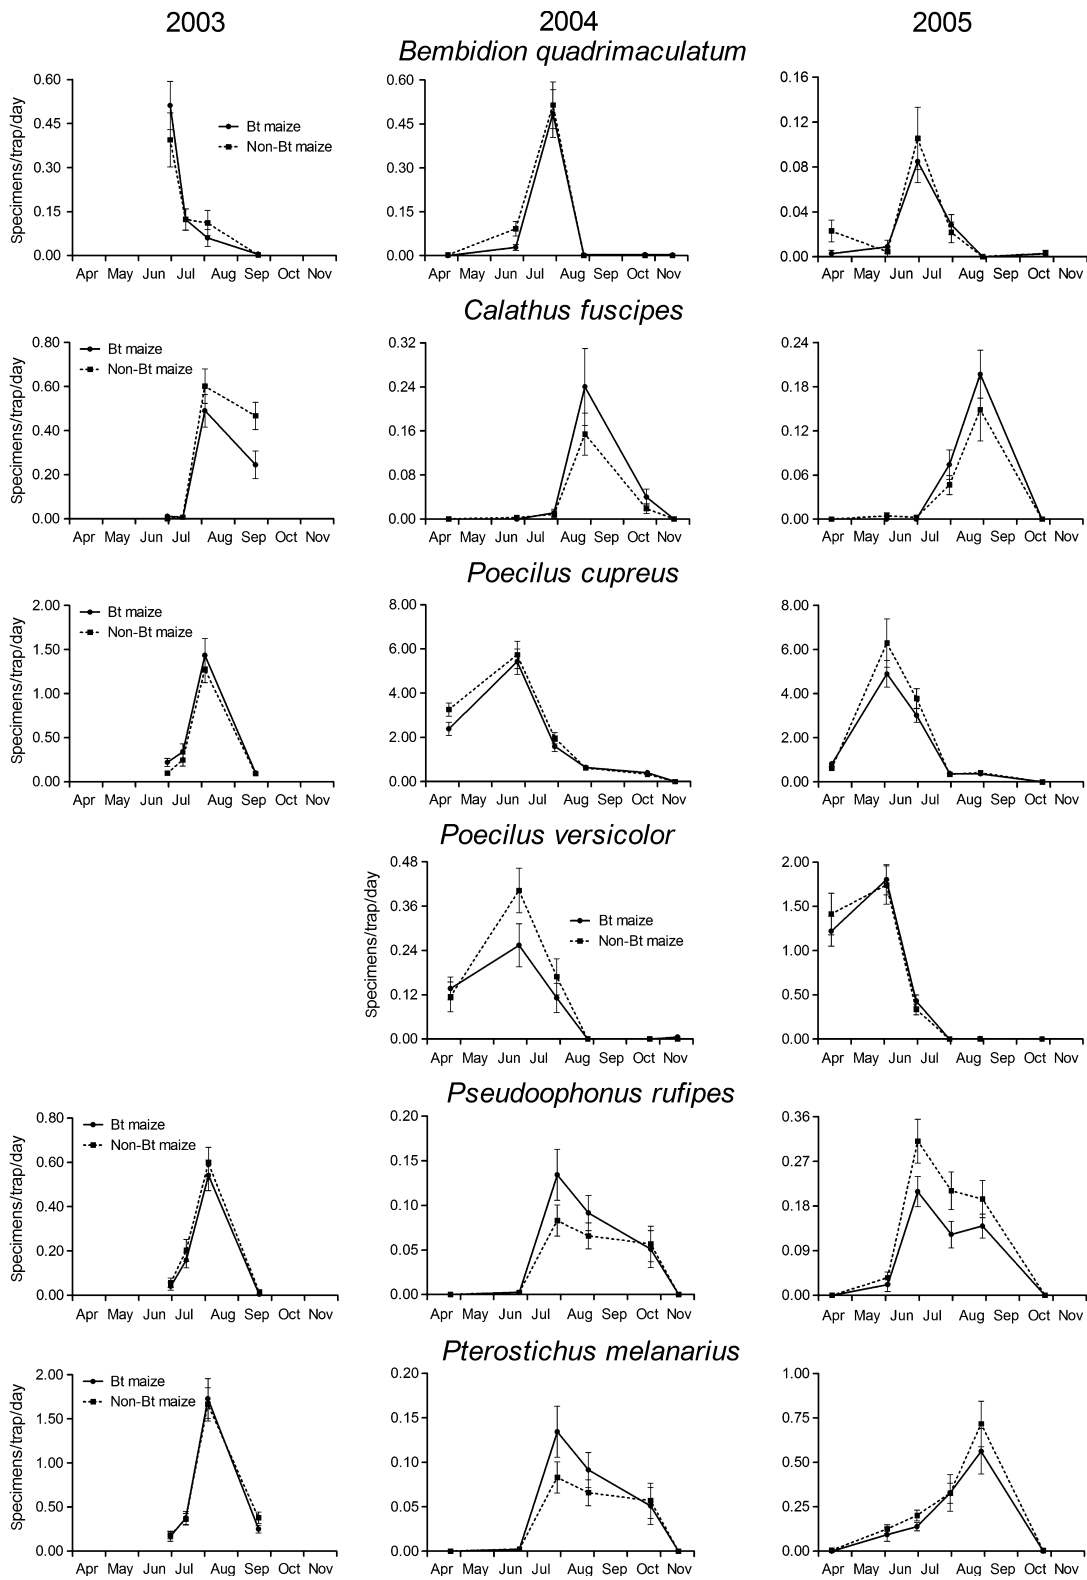 2003 2004 2005
Bembidion quadrimaculatum
Specimens/trap/day
0.60 0.60 0.16
Bt maize
0.45 0.45 0.12
Non-Bt maize
0.30 0.30 0.08
0.15 0.15 0.04
0.00 0.00 0.00
Apr May Jun Jul Aug Sep Oct Nov Apr May Jun Jul Aug Sep Oct Nov Apr May Jun Jul Aug Sep Oct Nov
Calathus fuscipes
Specimens/trap/day
0.80 0.32 0.24
Bt maize
Non-Bt maize
0.60 0.24 0.18
0.40 0.16 0.12
0.20 0.08 0.06
0.00 0.00 0.00
Apr May Jun Jul Aug Sep Oct Nov Apr May Jun Jul Aug Sep Oct Nov Apr May Jun Jul Aug Sep Oct Nov
Poecilus cupreus
Specimens/trap/day
2.00 8.00 8.00
Bt maize
Non-Bt maize
1.50 6.00 6.00
1.00 4.00 4.00
0.50 2.00 2.00
0.00 0.00 0.00
Apr May Jun Jul Aug Sep Oct Nov Apr May Jun Jul Aug Sep Oct Nov Apr May Jun Jul Aug Sep Oct Nov
Poecilus versicolor
Specimens/trap/day
0.48 2.00
0.36 1.50
Bt maize
Non-Bt maize
0.24 1.00
0.12 0.50
0.00 0.00
Apr May Jun Jul Aug Sep Oct Nov Apr May Jun Jul Aug Sep Oct Nov
Pseudoophonus rufipes
Specimens/trap/day
0.80 0.20 0.36
Bt maize
Non-Bt maize
0.60 0.15 0.27
0.40 0.10 0.18
0.20 0.05 0.09
0.00 0.00 0.00
Apr May Jun Jul Aug Sep Oct Nov Apr May Jun Jul Aug Sep Oct Nov Apr May Jun Jul Aug Sep Oct Nov
Pterostichus melanarius
Specimens/trap/day
2.00 0.20 1.00
Bt maize
Non-Bt maize
1.50 0.15 0.75
1.00 0.10 0.50
0.50 0.05 0.25
0.00 0.00 0.00
Apr May Jun Jul Aug Sep Oct Nov Apr May Jun Jul Aug Sep Oct Nov Apr May Jun Jul Aug Sep Oct Nov